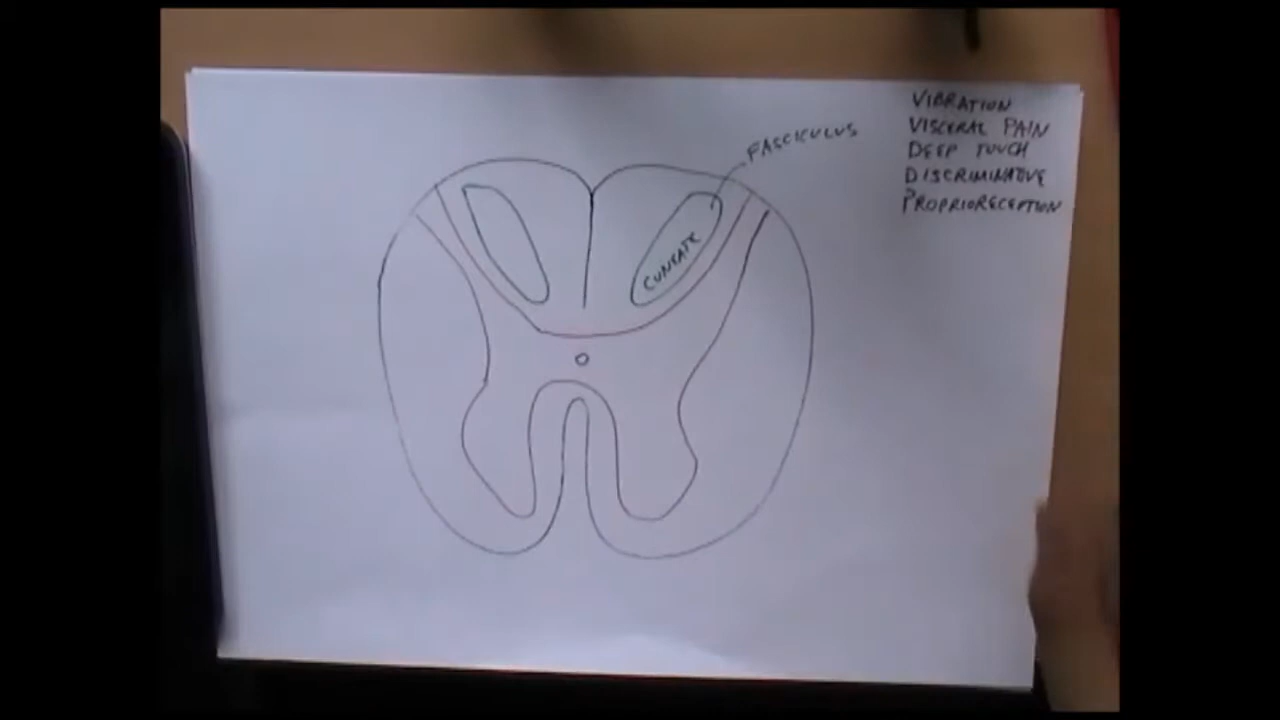 VIBRATION
VISCERAL PAIN
DEEP TOUCH
DISCRIMINATIVE
PROPRIORECEPTION
FASCICULUS
CUNEATE